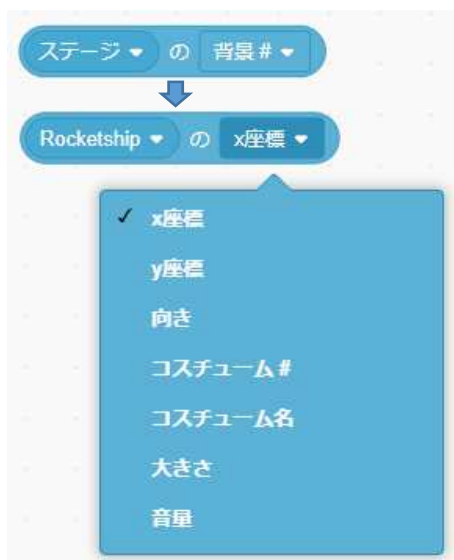 ステージ の 背景 #
Rocketship の x座標
✓ x座標
y座標
向き
コスチューム #
コスチューム名
大きさ
音量